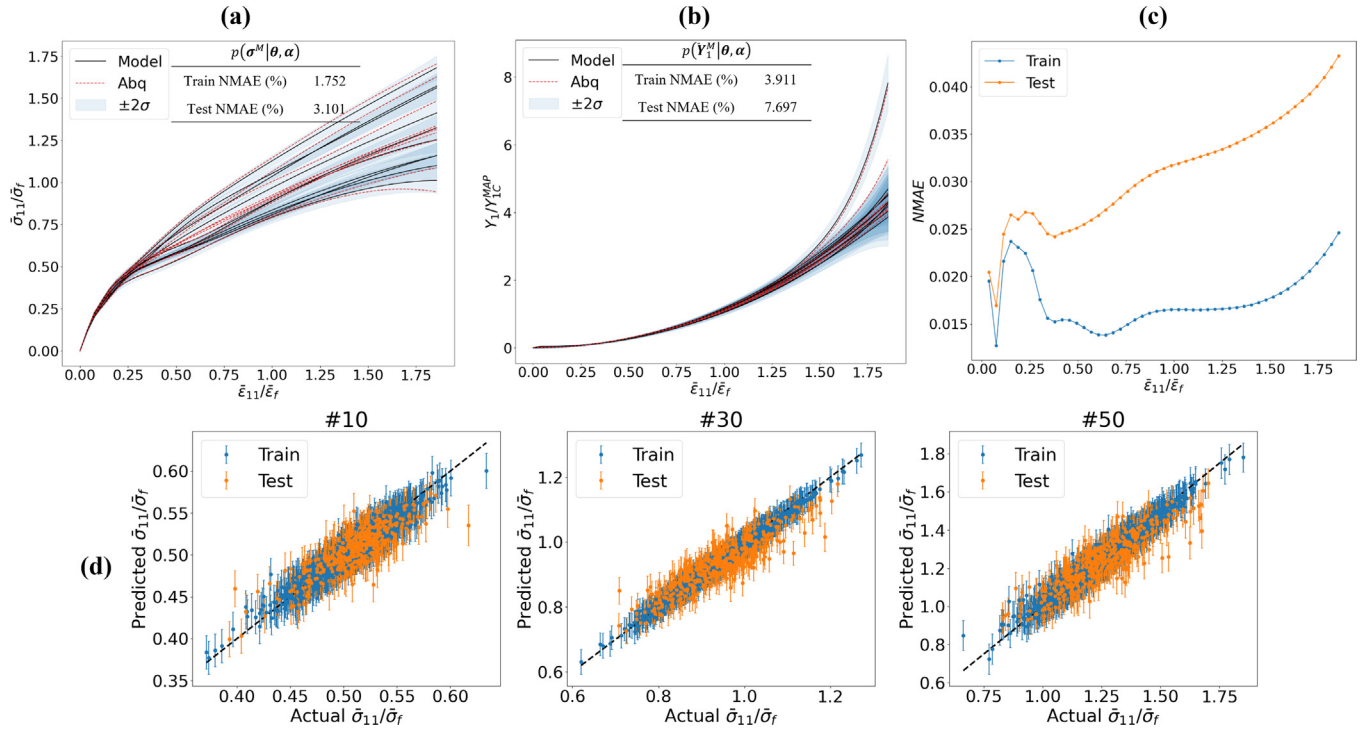 (a)
Model
Abq
±2σ
p(σ^M|θ, α)
Train NMAE (%) 1.752
Test NMAE (%) 3.101
1.75
1.50
1.25
1.00
0.75
0.50
0.25
0.00
σ̄₁₁/σ̄_f
0.00 0.25 0.50 0.75 1.00 1.25 1.50 1.75
ε̄₁₁/ε̄_f
(b)
Model
Abq
±2σ
p(Y₁^M|θ, α)
Train NMAE (%) 3.911
Test NMAE (%) 7.697
8
6
4
2
0
Y₁/Y₁C^MAP
0.00 0.25 0.50 0.75 1.00 1.25 1.50 1.75
ε̄₁₁/ε̄_f
(c)
Train
Test
0.040
0.035
0.030
0.025
0.020
0.015
NMAE
0.00 0.25 0.50 0.75 1.00 1.25 1.50 1.75
ε̄₁₁/ε̄_f
(d)
#10
Train
Test
0.60
0.55
0.50
0.45
0.40
0.35
Predicted σ̄₁₁/σ̄_f
0.40 0.45 0.50 0.55 0.60
Actual σ̄₁₁/σ̄_f
#30
Train
Test
1.2
1.0
0.8
0.6
Predicted σ̄₁₁/σ̄_f
0.6 0.8 1.0 1.2
Actual σ̄₁₁/σ̄_f
#50
Train
Test
1.8
1.6
1.4
1.2
1.0
0.8
0.6
Predicted σ̄₁₁/σ̄_f
0.75 1.00 1.25 1.50 1.75
Actual σ̄₁₁/σ̄_f